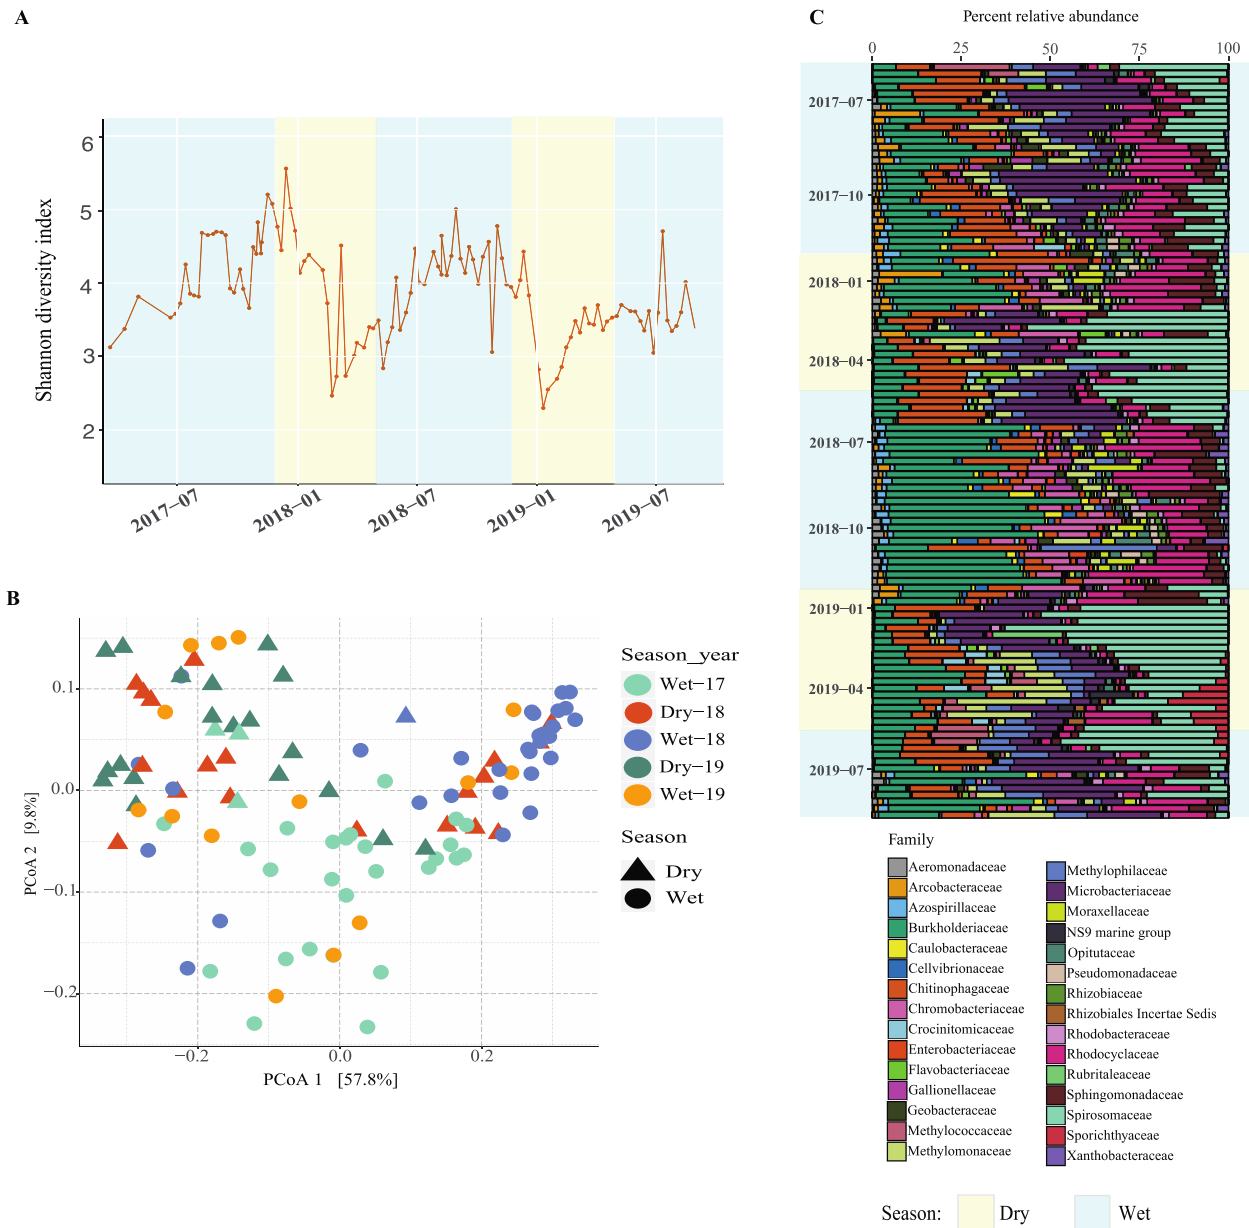 A
Shannon diversity index
6
5
4
3
2
2017−07
2018−01
2018−07
2019−01
2019−07
B
PCoA 2 [9.8%]
0.1
0.0
−0.1
−0.2
−0.2
0.0
0.2
PCoA 1 [57.8%]
Season_year
Wet−17
Dry−18
Wet−18
Dry−19
Wet−19
Season
Dry
Wet
C
Percent relative abundance
0
25
50
75
100
2017−07
2017−10
2018−01
2018−04
2018−07
2018−10
2019−01
2019−04
2019−07
Family
Aeromonadaceae
Arcobacteraceae
Azospirillaceae
Burkholderiaceae
Caulobacteraceae
Cellvibrionaceae
Chitinophagaceae
Chromobacteriaceae
Crocinitomicaceae
Enterobacteriaceae
Flavobacteriaceae
Gallionellaceae
Geobacteraceae
Methylococcaceae
Methylomonaceae
Methylophilaceae
Microbacteriaceae
Moraxellaceae
NS9 marine group
Opitutaceae
Pseudomonadaceae
Rhizobiaceae
Rhizobiales Incertae Sedis
Rhodobacteraceae
Rhodocyclaceae
Rubritaleaceae
Sphingomonadaceae
Spirosomaceae
Sporichthyaceae
Xanthobacteraceae
Season:
Dry
Wet